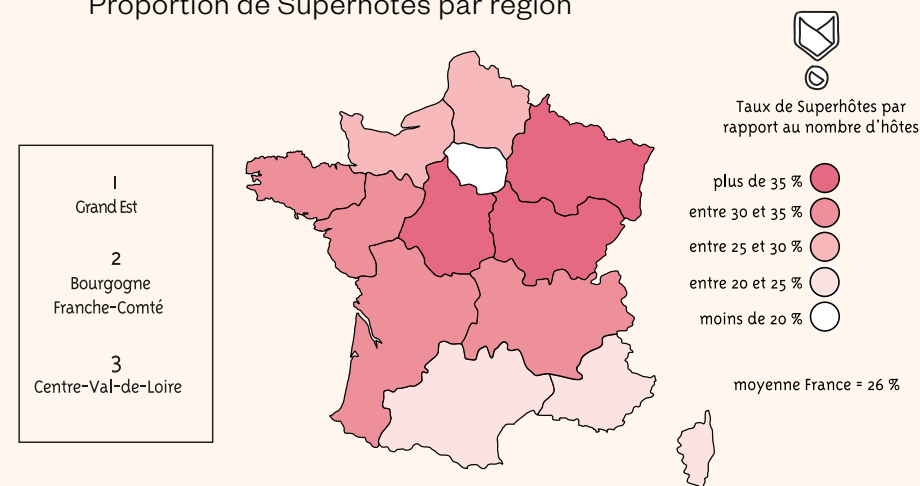 Proportion de Superhôtes par région
Taux de Superhôtes par
rapport au nombre d'hôtes
1
Grand Est
2
Bourgogne
Franche-Comté
3
Centre-Val-de-Loire
plus de 35 %
entre 30 et 35 %
entre 25 et 30 %
entre 20 et 25 %
moins de 20 %
moyenne France = 26 %